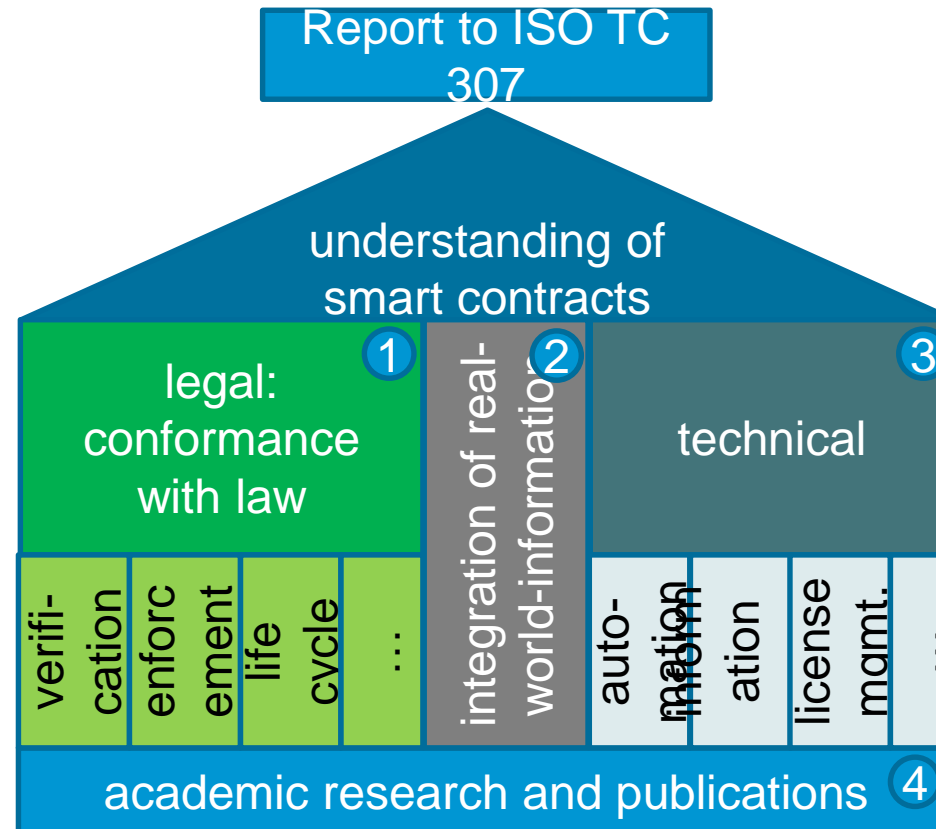 Report to ISO TC
307
understanding of
smart contracts
1
legal:
conformance
with law
2
integration of real-
world-information
3
technical
verifi-
cation
enforc
ement
life
cycle
…
auto-
mation
inform
ation
license
mgmt.
…
academic research and publications
4